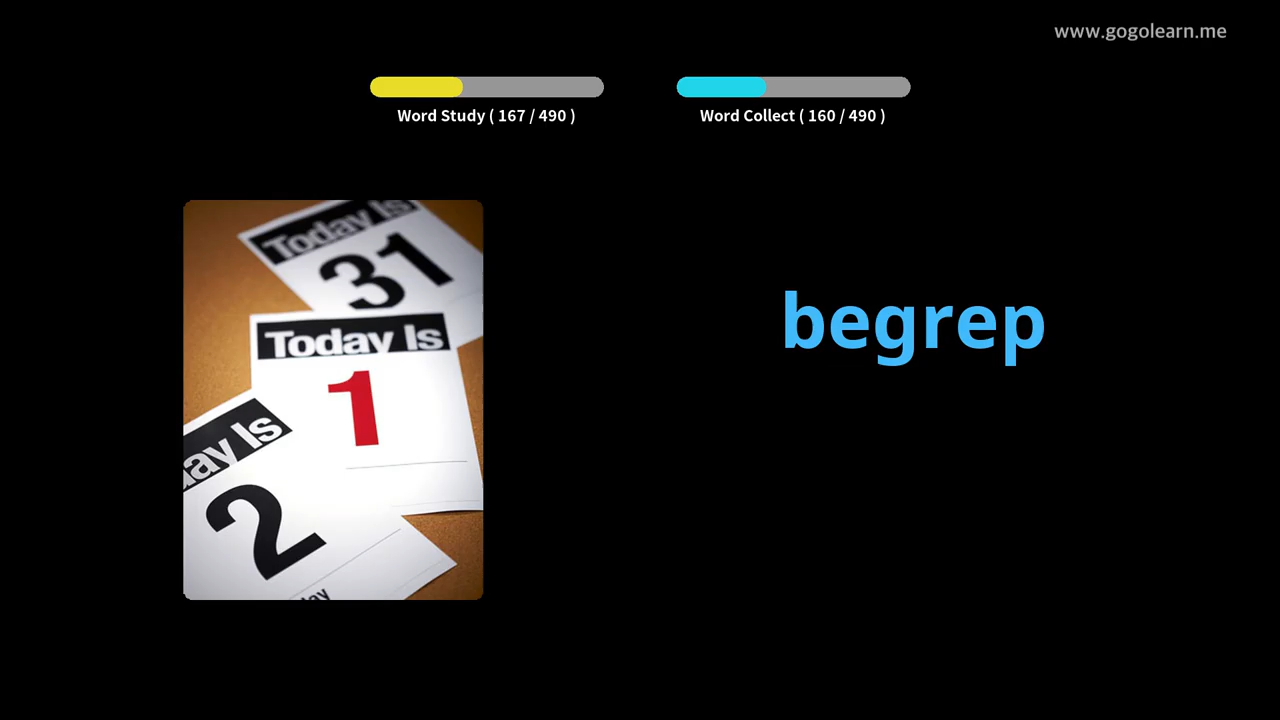 www.gogolearn.me
Word Study ( 167 / 490 )
Word Collect ( 160 / 490 )
Today Is
31
Today Is
1
ay Is
2
ay
begrep